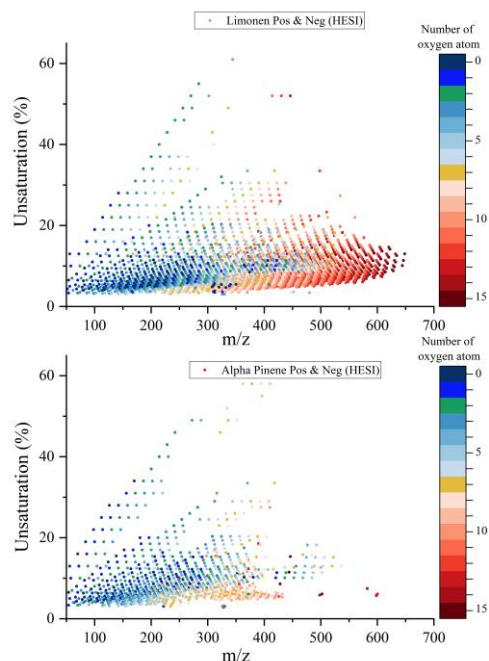 Limonen Pos & Neg (HESI)
Number of
oxygen atom
Unsaturation (%)
60
40
20
10
0
100 200 300 400 500 600 700
m/z
0
5
10
15
Alpha Pinene Pos & Neg (HESI)
Number of
oxygen atom
Unsaturation (%)
60
40
20
10
0
100 200 300 400 500 600 700
m/z
0
5
10
15